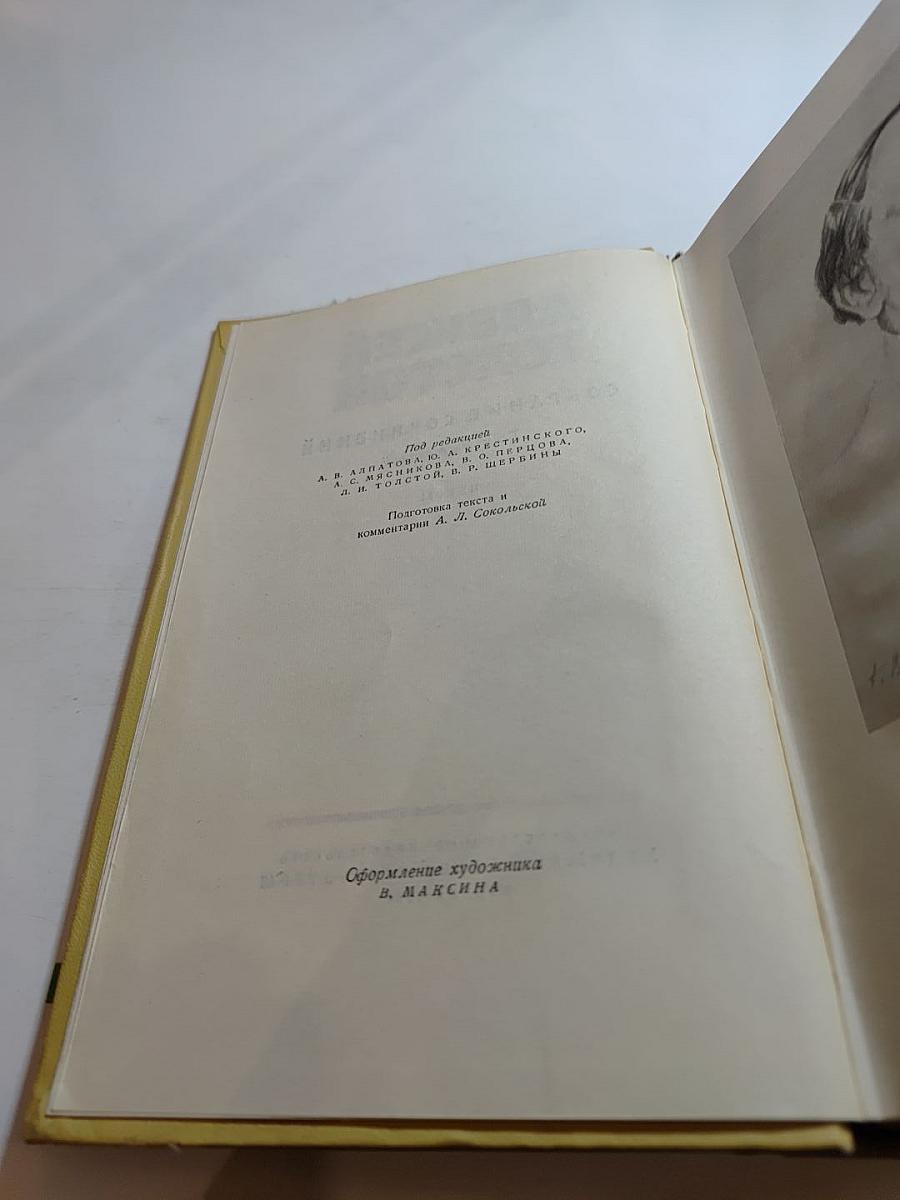 Под редакцией
А. В. АЛПАТОВА, Ю. А. КРЕСТИНСКОГО,
А. С. МЯСНИКОВА, В. О. ПЕРЦОВА,
Л. И. ТОЛСТОЙ, В. Р. ЩЕРБИНЫ
Подготовка текста и
комментарии А. Л. Сокольской
Оформление художника
В. МАКСИНА